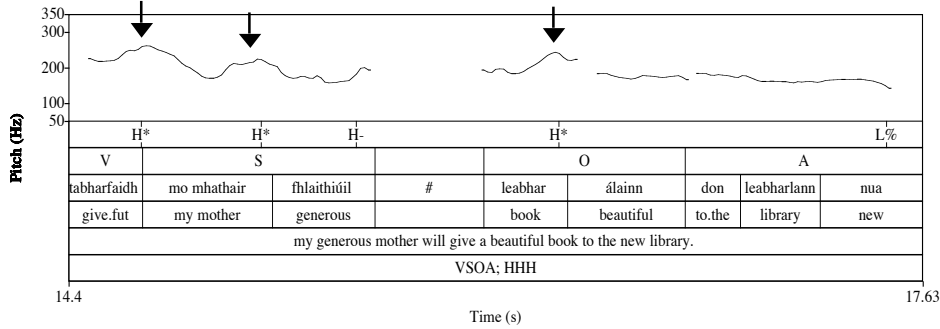 350
300
200
100
50
Pitch (Hz)
H* H* H- H* L%
V S O A
tabharfaidh mo mhathair fhlaithiúil # leabhar álainn don leabharlann nua
give.fut my mother generous book beautiful to.the library new
my generous mother will give a beautiful book to the new library.
VSOA; HHH
14.4 17.63
Time (s)